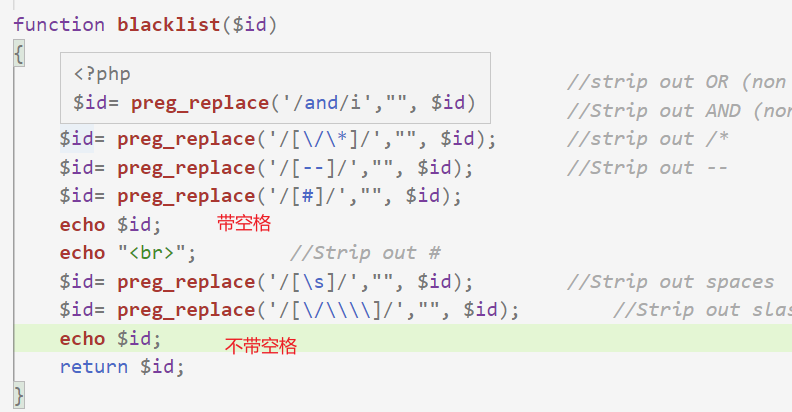 function blacklist($id)
{
<?php
$id= preg_replace('/and/i',"", $id)
//strip out OR (non
//Strip out AND (non
$id= preg_replace('/[\/\*]/',"", $id); //strip out /*
$id= preg_replace('/[--]/',"", $id); //Strip out --
$id= preg_replace('/[#]/',"", $id);
echo $id; 带空格
echo "<br>"; //Strip out #
$id= preg_replace('/[\s]/',"", $id); //Strip out spaces
$id= preg_replace('/[\/\\\\]/',"", $id); //Strip out slas
echo $id; 不带空格
return $id;
}